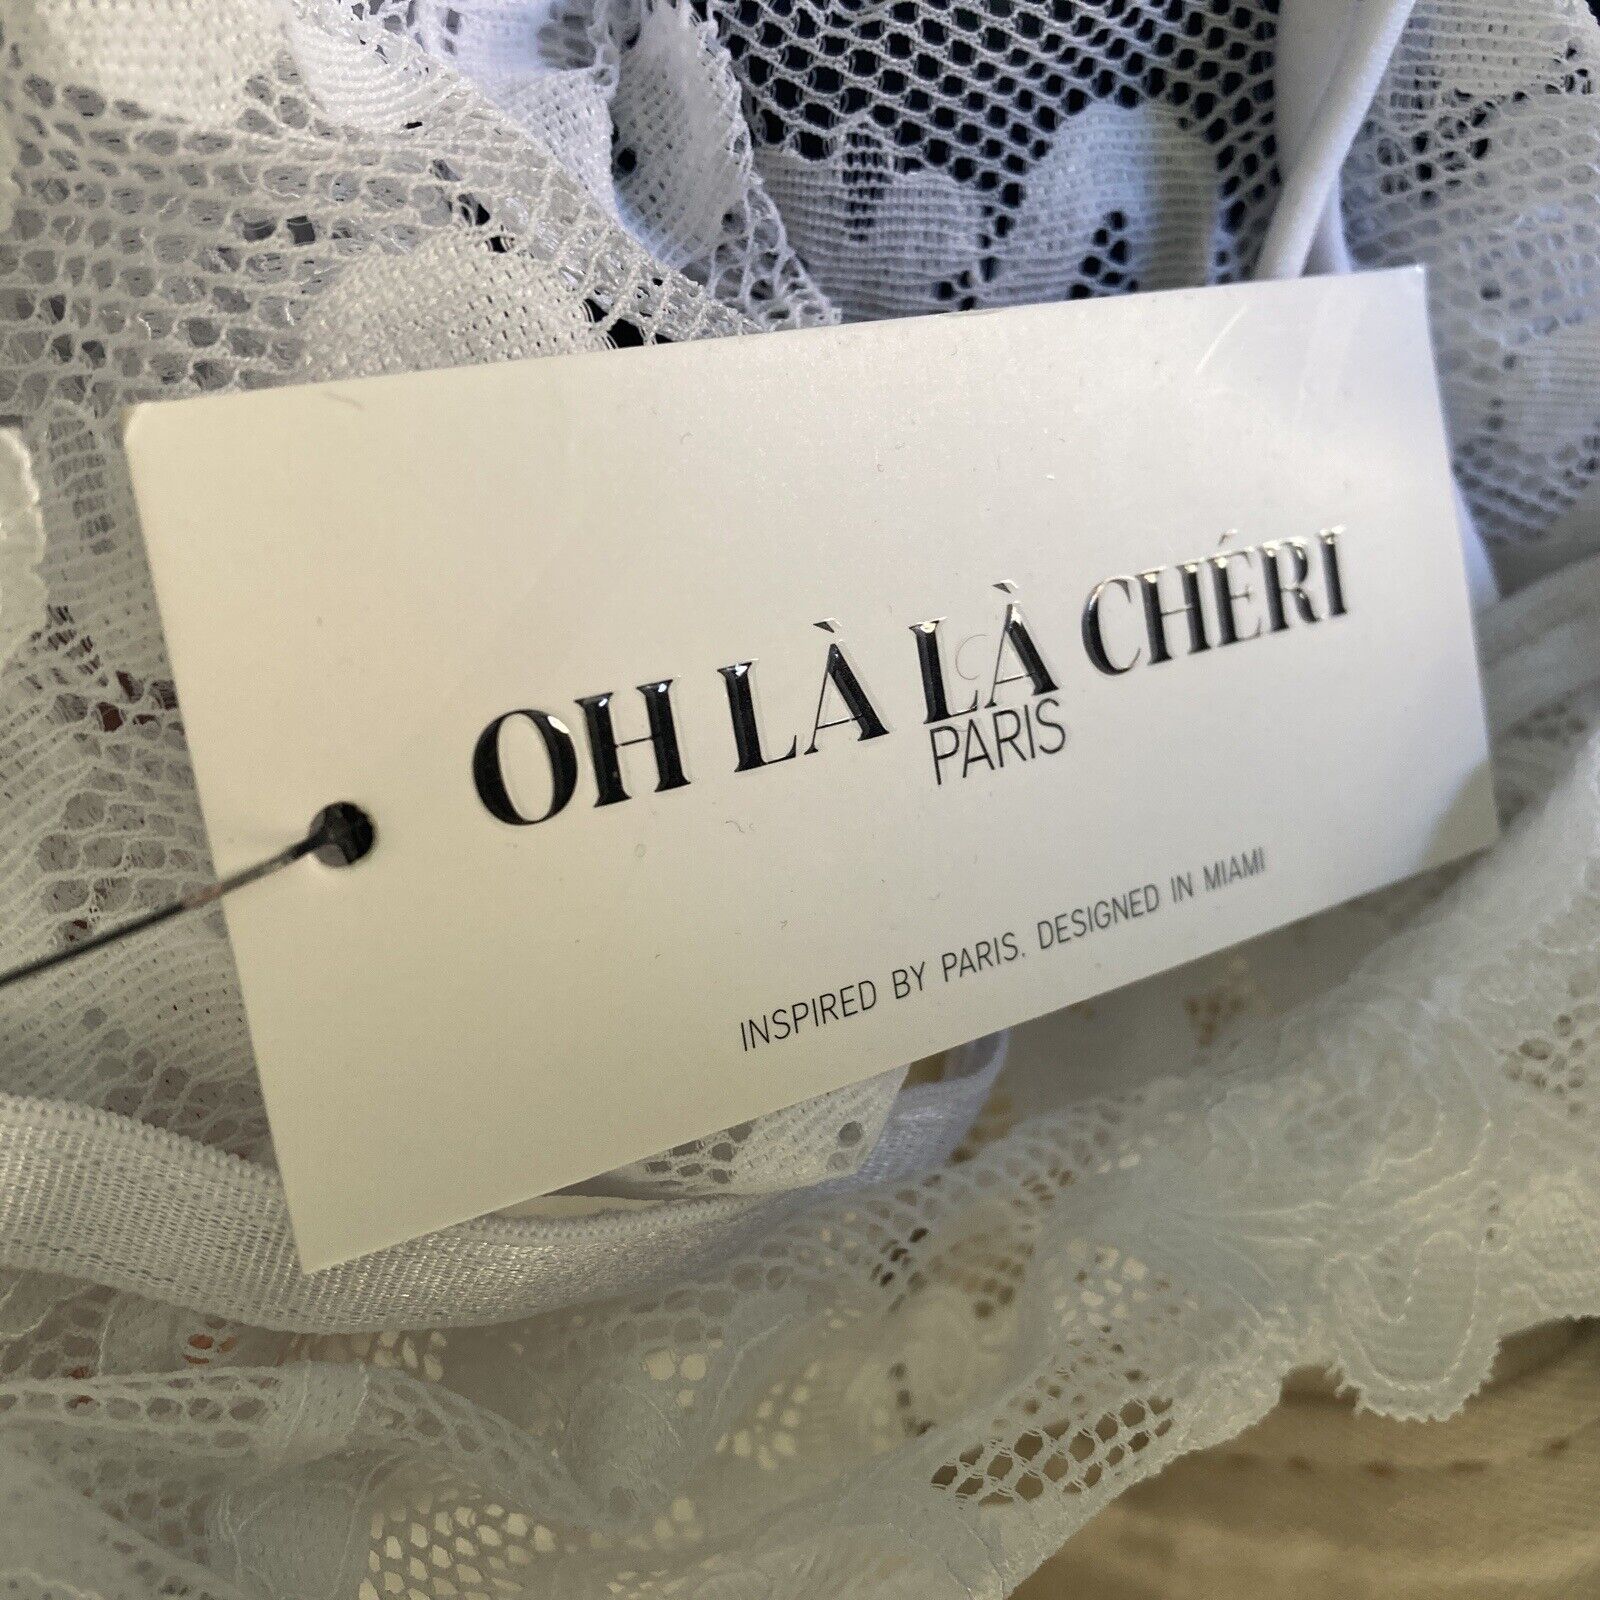 OH LÀ LÀ CHÉRI
PARIS
INSPIRED BY PARIS. DESIGNED IN MIAMI